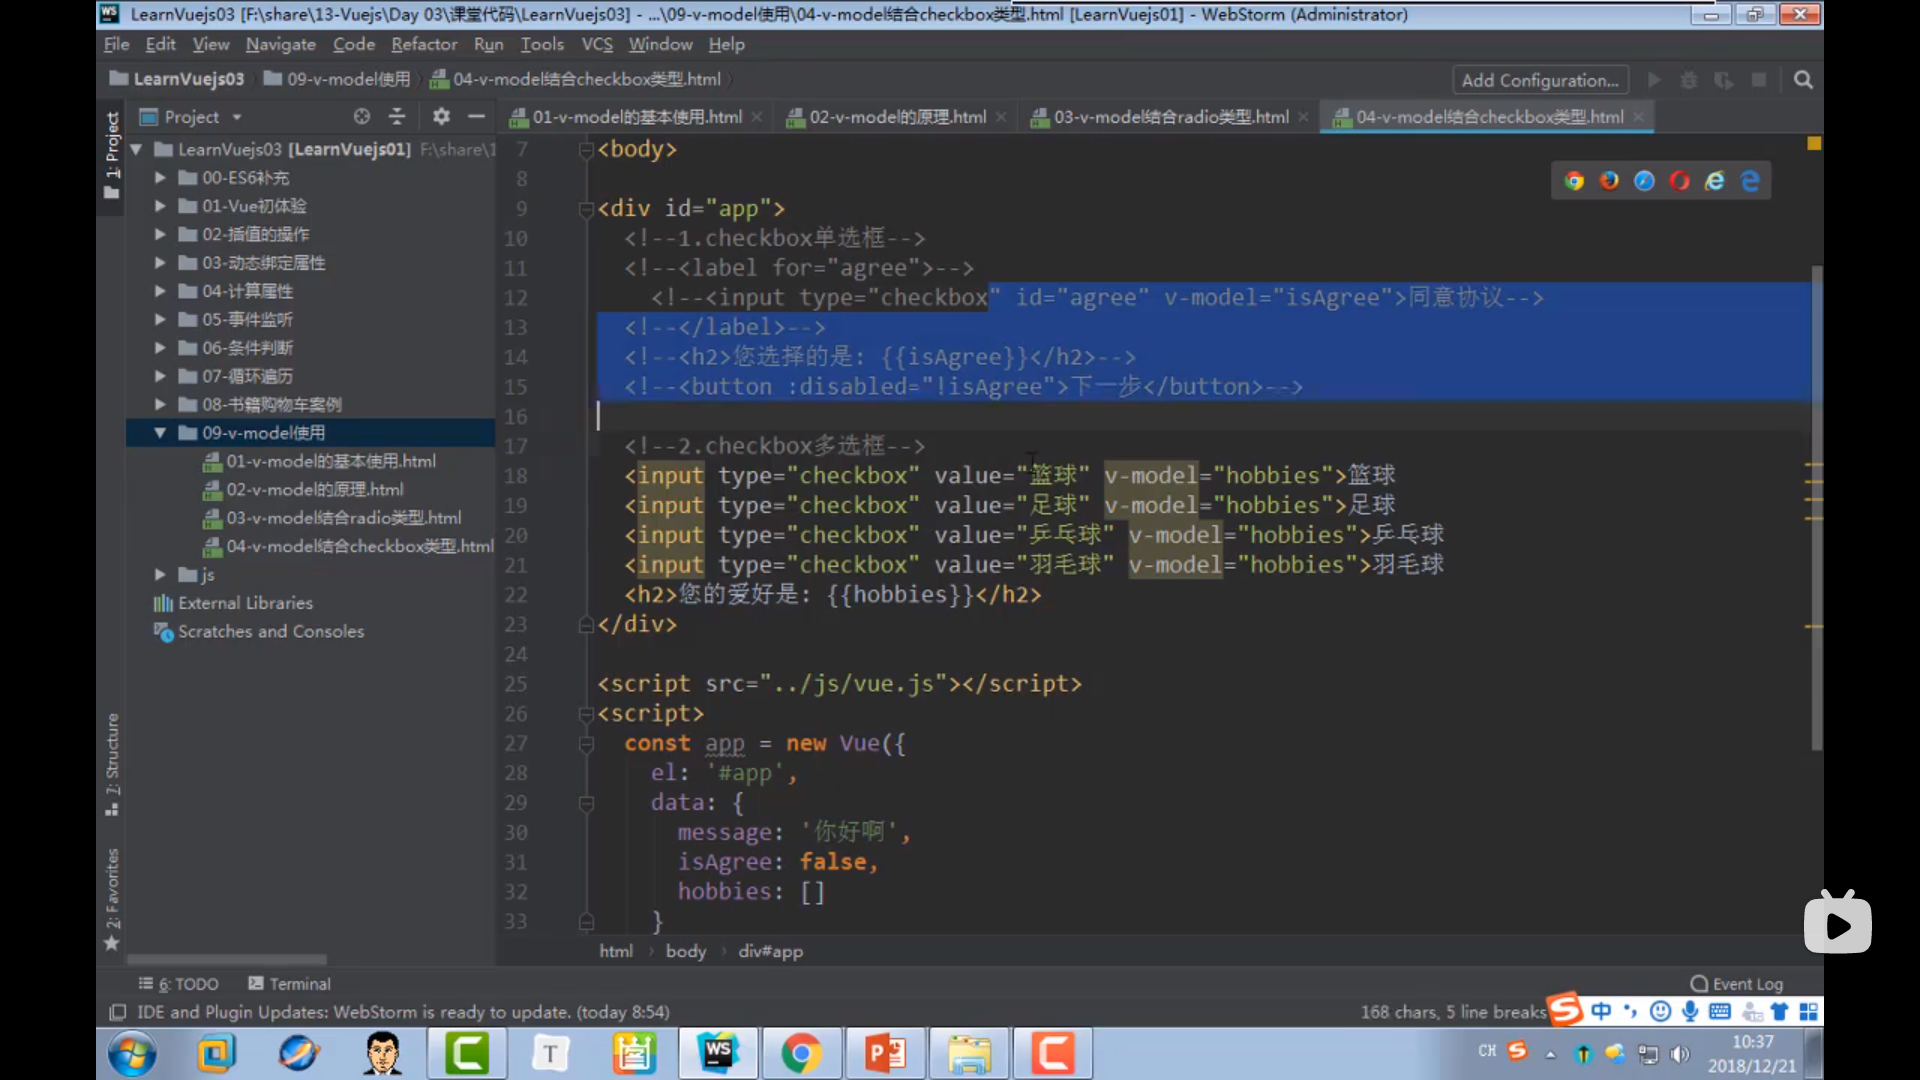 LearnVuejs03 [F:\share\13-Vuejs\Day 03\课堂代码\LearnVuejs03] - ...\09-v-model使用\04-v-model结合checkbox类型.html [LearnVuejs01] - WebStorm (Administrator)
File Edit View Navigate Code Refactor Run Tools VCS Window Help
LearnVuejs03 09-v-model使用 04-v-model结合checkbox类型.html
Add Configuration...
Project
01-v-model的基本使用.html 02-v-model的原理.html 03-v-model结合radio类型.html 04-v-model结合checkbox类型.html
1: Project
7: Structure
2: Favorites
LearnVuejs03 [LearnVuejs01] F:\share\1
00-ES6补充
01-Vue初体验
02-插值的操作
03-动态绑定属性
04-计算属性
05-事件监听
06-条件判断
07-循环遍历
08-书籍购物车案例
09-v-model使用
01-v-model的基本使用.html
02-v-model的原理.html
03-v-model结合radio类型.html
04-v-model结合checkbox类型.html
js
External Libraries
Scratches and Consoles
7 <body>
8
9 <div id="app">
10 <!--1.checkbox单选框-->
11 <!--<label for="agree">-->
12 <!--<input type="checkbox" id="agree" v-model="isAgree">同意协议-->
13 <!--</label>-->
14 <!--<h2>您选择的是: {{isAgree}}</h2>-->
15 <!--<button :disabled="!isAgree">下一步</button>-->
16
17 <!--2.checkbox多选框-->
18 <input type="checkbox" value="篮球" v-model="hobbies">篮球
19 <input type="checkbox" value="足球" v-model="hobbies">足球
20 <input type="checkbox" value="乒乓球" v-model="hobbies">乒乓球
21 <input type="checkbox" value="羽毛球" v-model="hobbies">羽毛球
22 <h2>您的爱好是: {{hobbies}}</h2>
23 </div>
24
25 <script src="../js/vue.js"></script>
26 <script>
27 const app = new Vue({
28 el: '#app',
29 data: {
30 message: '你好啊',
31 isAgree: false,
32 hobbies: []
33 }
html body div#app
6: TODO Terminal Event Log
IDE and Plugin Updates: WebStorm is ready to update. (today 8:54)
168 chars, 5 line breaks
中
WS
T
CH
10:37
2018/12/21